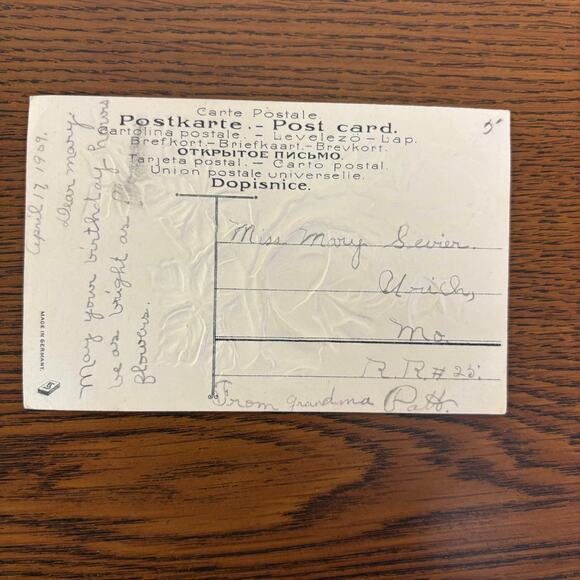 Carte Postale.
Postkarte. - Post card.
Cartolina postale. - Levelezö - Lap.
Brefkort. - Briefkaart. - Brevkort.
ОТКРЫТОЕ ПИСЬМО.
Tarjeta postal. - Carto postal.
Union postale universelle.
Dopisnice.
5
April 17, 1909.
Dear Mary.
May your birthday hours
be as bright as
flowers.
Miss Mary Sevier.
Urich,
Mo.
R.R # 25.
From grandma Patt.
MADE IN GERMANY.